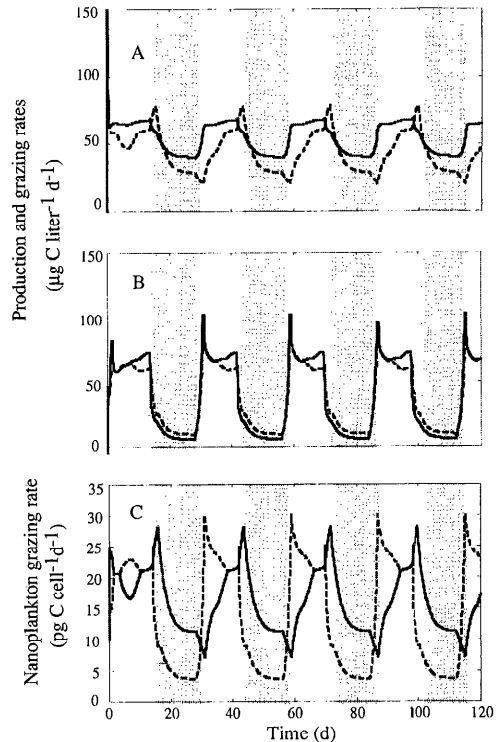 Production and grazing rates
(μg C liter-1 d-1)
150
A
100
50
0
150
B
100
50
0
Nanoplankton grazing rate
(pg C cell-1d-1)
35
C
30
25
20
15
10
5
0
0
20
40
60
80
100
120
Time (d)